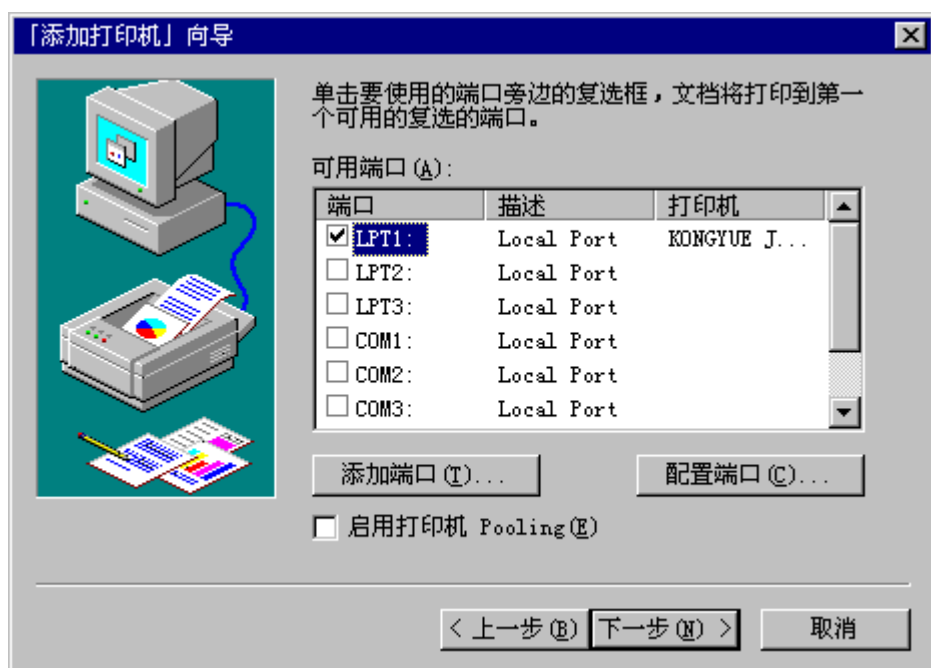 「添加打印机」向导
单击要使用的端口旁边的复选框，文档将打印到第一
个可用的复选的端口。
可用端口(A):
端口 描述 打印机
LPT1: Local Port KONGYUE J...
LPT2: Local Port
LPT3: Local Port
COM1: Local Port
COM2: Local Port
COM3: Local Port
添加端口(T)... 配置端口(C)...
启用打印机 Pooling(E)
< 上一步(B) 下一步(N) > 取消